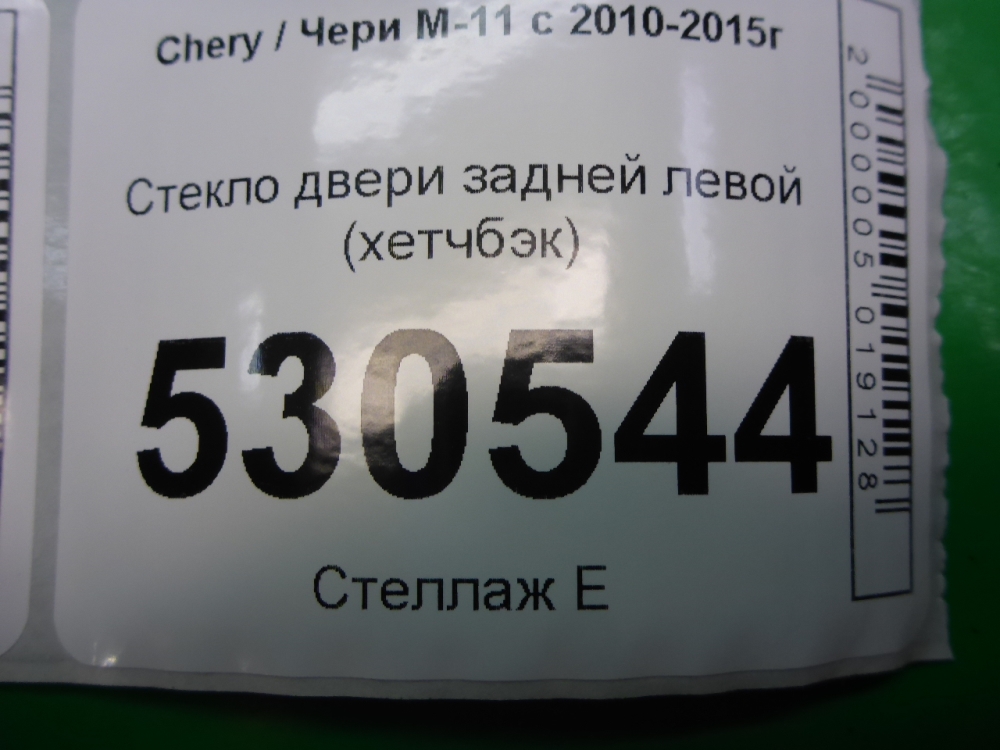 Chery / Чери М-11 с 2010-2015г
Стекло двери задней левой
(хетчбэк)
530544
Стеллаж Е
2000005019128